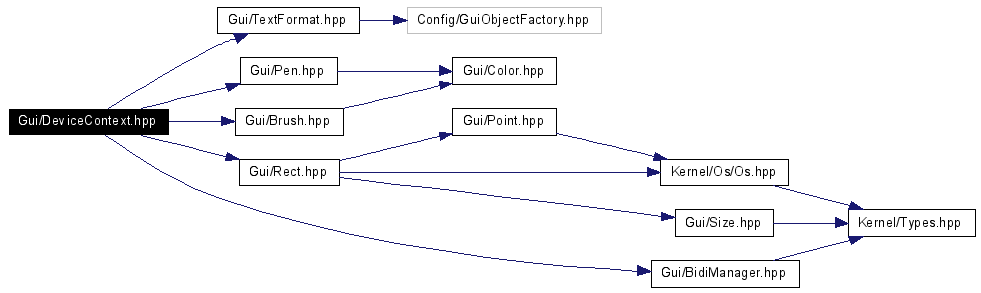 Gui/TextFormat.hpp
Config/GuiObjectFactory.hpp
Gui/Pen.hpp
Gui/Color.hpp
Gui/DeviceContext.hpp
Gui/Brush.hpp
Gui/Point.hpp
Gui/Rect.hpp
Kernel/Os/Os.hpp
Gui/Size.hpp
Kernel/Types.hpp
Gui/BidiManager.hpp